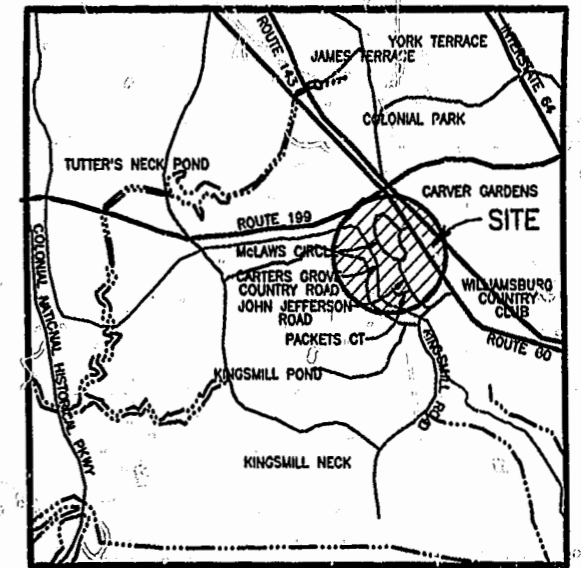 YORK TERRACE
ROUTE 143
JAMES TERRACE
INTERSTATE 64
COLONIAL PARK
TUTTER'S NECK POND
CARVER GARDENS
ROUTE 199
SITE
COLONIAL NATIONAL HISTORICAL PKWY
McLAWS CIRCLE
CARTERS GROVE
COUNTRY ROAD
JOHN JEFFERSON
ROAD
WILLIAMSBURG
COUNTRY
CLUB
PACKETS CT
ROUTE 60
KINGSMILL POND
KINGSMILL ROAD
KINGSMILL NECK